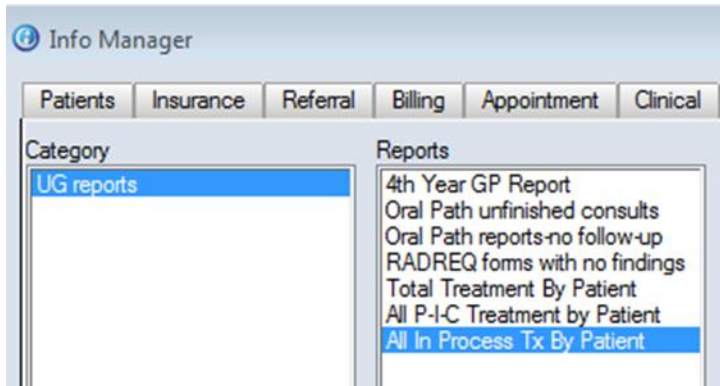 Info Manager
Patients Insurance Referral Billing Appointment Clinical
Category
UG reports
Reports
4th Year GP Report
Oral Path unfinished consults
Oral Path reports-no follow-up
RADREQ forms with no findings
Total Treatment By Patient
All P-I-C Treatment by Patient
All In Process Tx By Patient